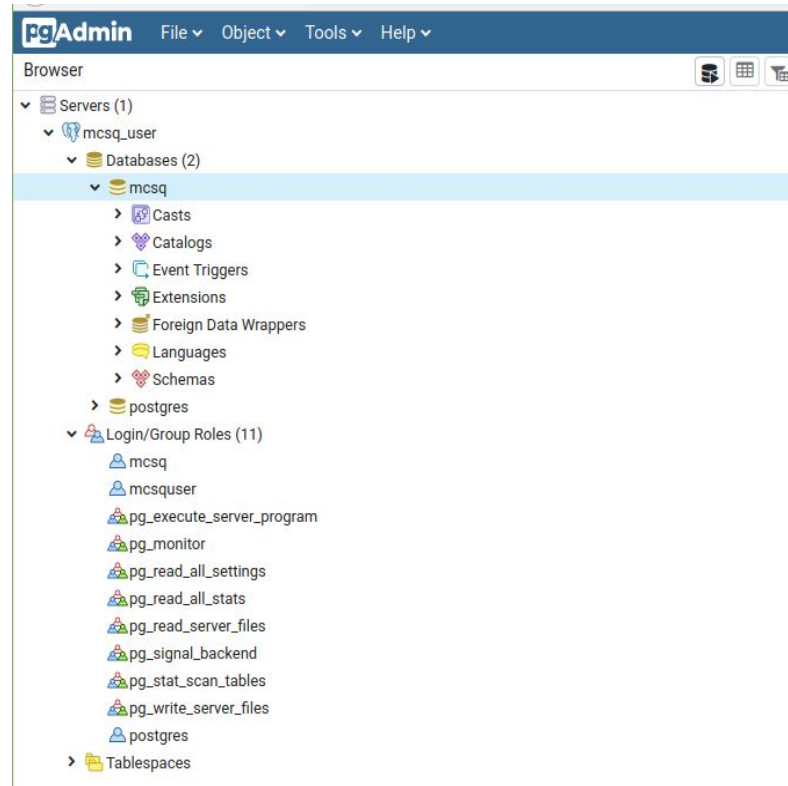 pgAdmin File Object Tools Help
Browser
Servers (1)
mcsq_user
Databases (2)
mcsq
Casts
Catalogs
Event Triggers
Extensions
Foreign Data Wrappers
Languages
Schemas
postgres
Login/Group Roles (11)
mcsq
mcsquser
pg_execute_server_program
pg_monitor
pg_read_all_settings
pg_read_all_stats
pg_read_server_files
pg_signal_backend
pg_stat_scan_tables
pg_write_server_files
postgres
Tablespaces